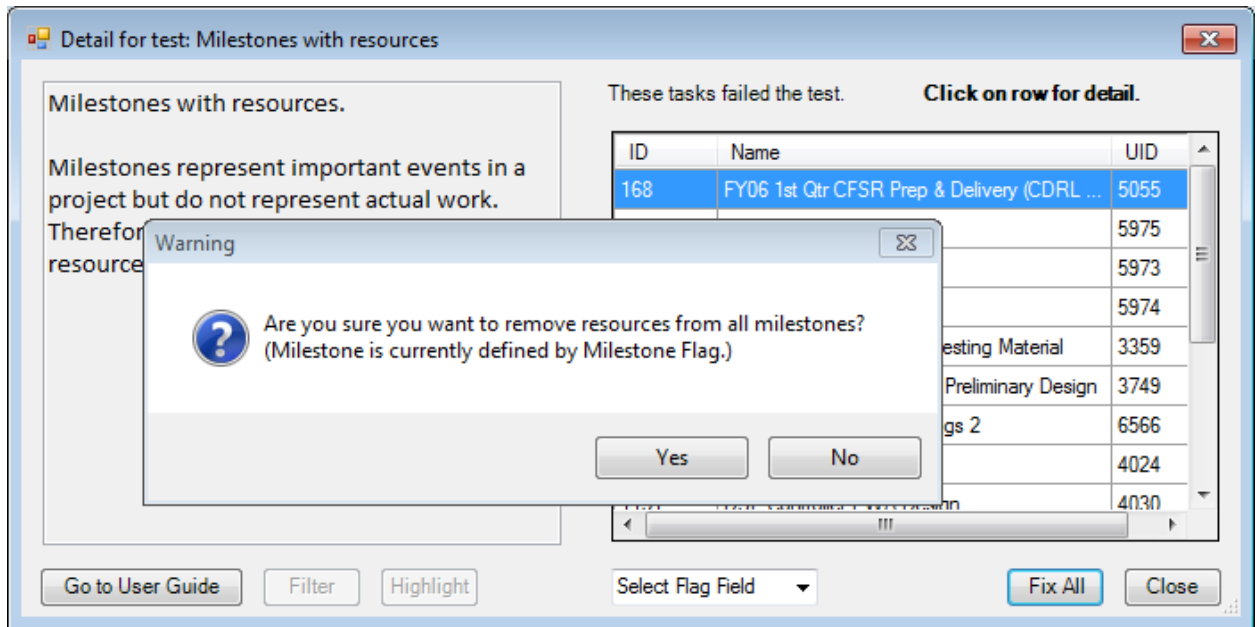 Detail for test: Milestones with resources
Milestones with resources.
Milestones represent important events in a
project but do not represent actual work.
These tasks failed the test. Click on row for detail.
ID Name UID
168 FY06 1st Qtr CFSR Prep & Delivery (CDRL ... 5055
5975
5973
5974
esting Material 3359
Preliminary Design 3749
gs 2 6566
4024
4030
Warning
Are you sure you want to remove resources from all milestones?
(Milestone is currently defined by Milestone Flag.)
Yes No
Go to User Guide Filter Highlight Select Flag Field Fix All Close